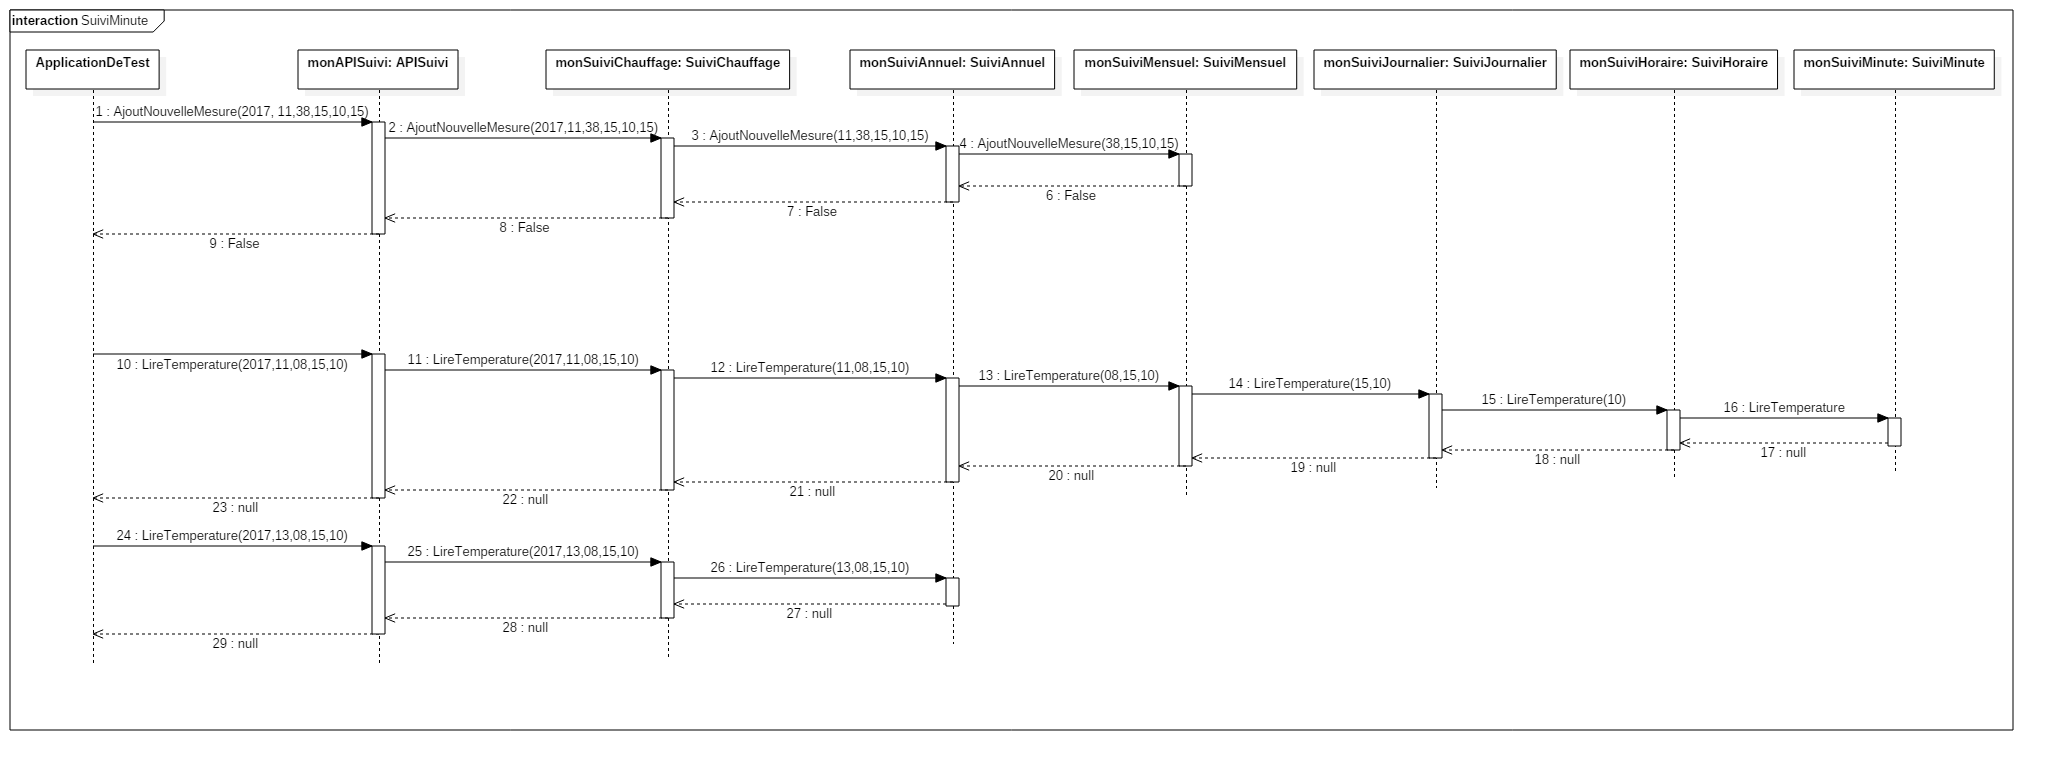 interaction SuiviMinute
ApplicationDeTest
monAPISuivi: APISuivi
monSuiviChauffage: SuiviChauffage
monSuiviAnnuel: SuiviAnnuel
monSuiviMensuel: SuiviMensuel
monSuiviJournalier: SuiviJournalier
monSuiviHoraire: SuiviHoraire
monSuiviMinute: SuiviMinute
1 : AjoutNouvelleMesure(2017, 11,38,15,10,15)
2 : AjoutNouvelleMesure(2017,11,38,15,10,15)
3 : AjoutNouvelleMesure(11,38,15,10,15)
4 : AjoutNouvelleMesure(38,15,10,15)
6 : False
7 : False
8 : False
9 : False
10 : LireTemperature(2017,11,08,15,10)
11 : LireTemperature(2017,11,08,15,10)
12 : LireTemperature(11,08,15,10)
13 : LireTemperature(08,15,10)
14 : LireTemperature(15,10)
15 : LireTemperature(10)
16 : LireTemperature
17 : null
18 : null
19 : null
20 : null
21 : null
22 : null
23 : null
24 : LireTemperature(2017,13,08,15,10)
25 : LireTemperature(2017,13,08,15,10)
26 : LireTemperature(13,08,15,10)
27 : null
28 : null
29 : null